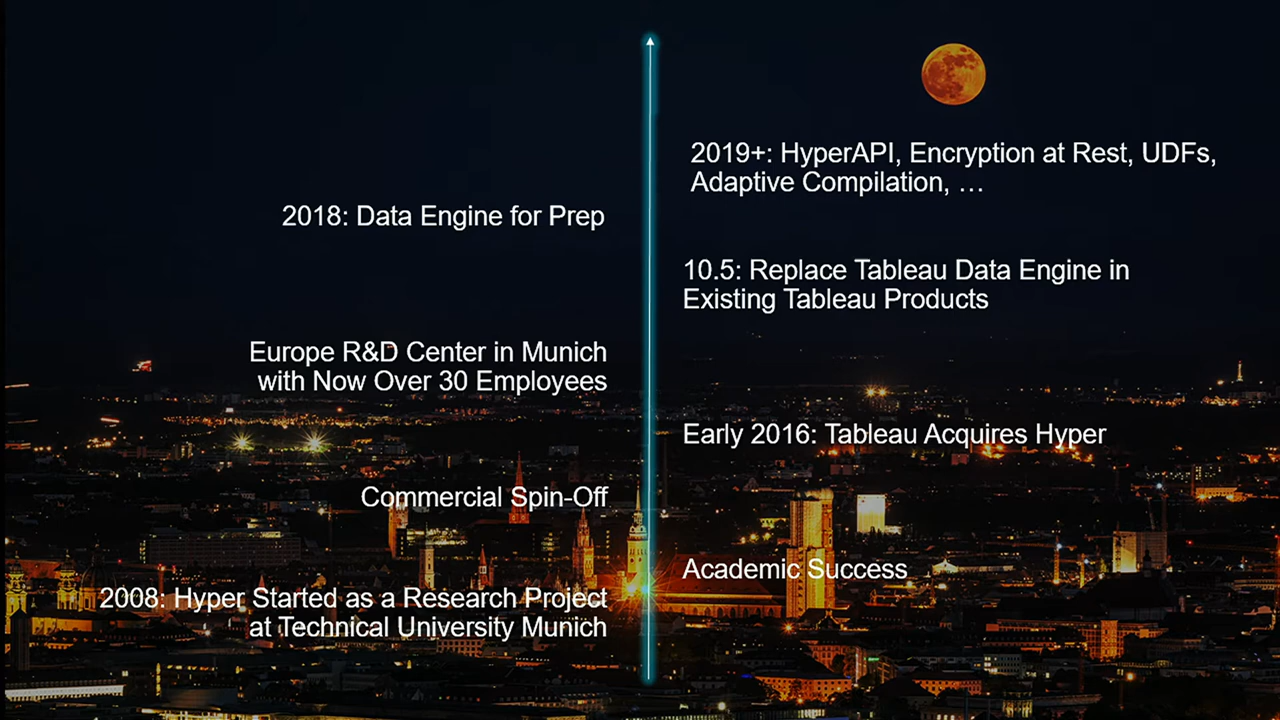 2019+: HyperAPI, Encryption at Rest, UDFs,
Adaptive Compilation, …
2018: Data Engine for Prep
10.5: Replace Tableau Data Engine in
Existing Tableau Products
Europe R&D Center in Munich
with Now Over 30 Employees
Early 2016: Tableau Acquires Hyper
Commercial Spin-Off
Academic Success
2008: Hyper Started as a Research Project
at Technical University Munich